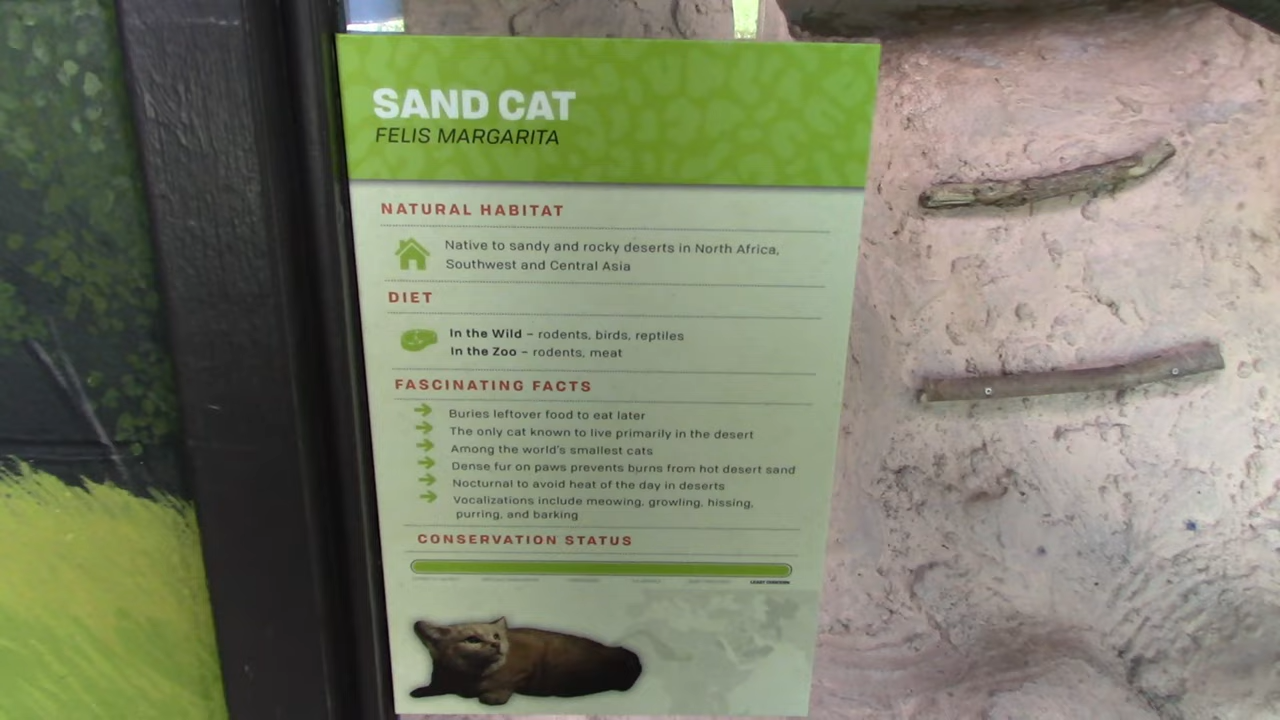 SAND CAT
FELIS MARGARITA
NATURAL HABITAT
Native to sandy and rocky deserts in North Africa,
Southwest and Central Asia
DIET
In the Wild – rodents, birds, reptiles
In the Zoo – rodents, meat
FASCINATING FACTS
Buries leftover food to eat later
The only cat known to live primarily in the desert
Among the world's smallest cats
Dense fur on paws prevents burns from hot desert sand
Nocturnal to avoid heat of the day in deserts
Vocalizations include meowing, growling, hissing,
purring, and barking
CONSERVATION STATUS
LEAST CONCERN